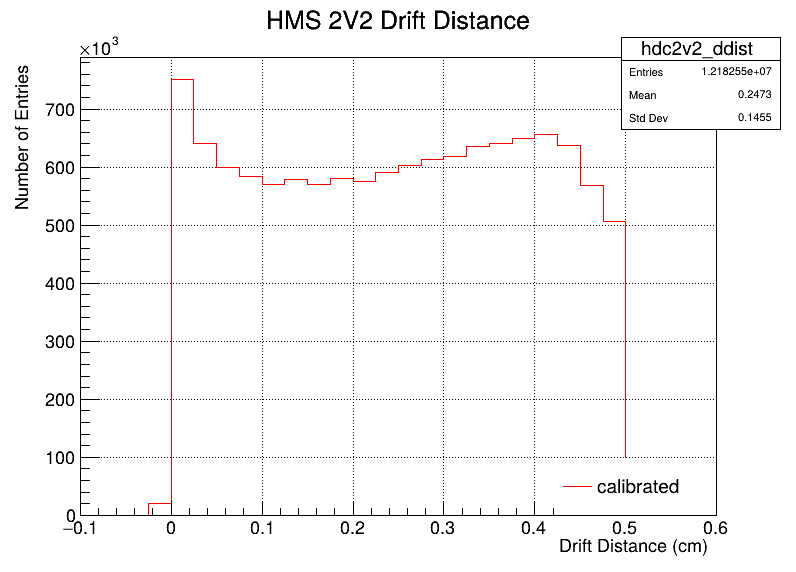 HMS 2V2 Drift Distance
×10³
hdc2v2_ddist
Entries 1.218255e+07
Mean 0.2473
Std Dev 0.1455
Number of Entries
700
600
500
400
300
200
100
0
calibrated
−0.1 0 0.1 0.2 0.3 0.4 0.5 0.6
Drift Distance (cm)